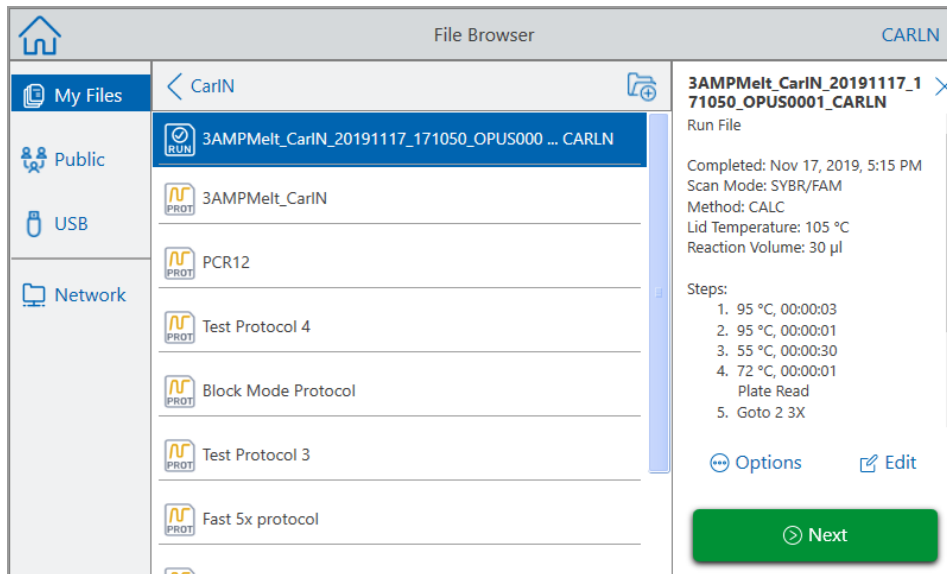 File Browser
CARLN
My Files
Public
USB
Network
CarlN
RUN
3AMPMelt_CarlN_20191117_171050_OPUS000 ... CARLN
PROT
3AMPMelt_CarlN
PROT
PCR12
PROT
Test Protocol 4
PROT
Block Mode Protocol
PROT
Test Protocol 3
PROT
Fast 5x protocol
3AMPMelt_CarlN_20191117_1
71050_OPUS0001_CARLN
Run File
Completed: Nov 17, 2019, 5:15 PM
Scan Mode: SYBR/FAM
Method: CALC
Lid Temperature: 105 °C
Reaction Volume: 30 µl
Steps:
1. 95 °C, 00:00:03
2. 95 °C, 00:00:01
3. 55 °C, 00:00:30
4. 72 °C, 00:00:01
Plate Read
5. Goto 2 3X
Options
Edit
Next